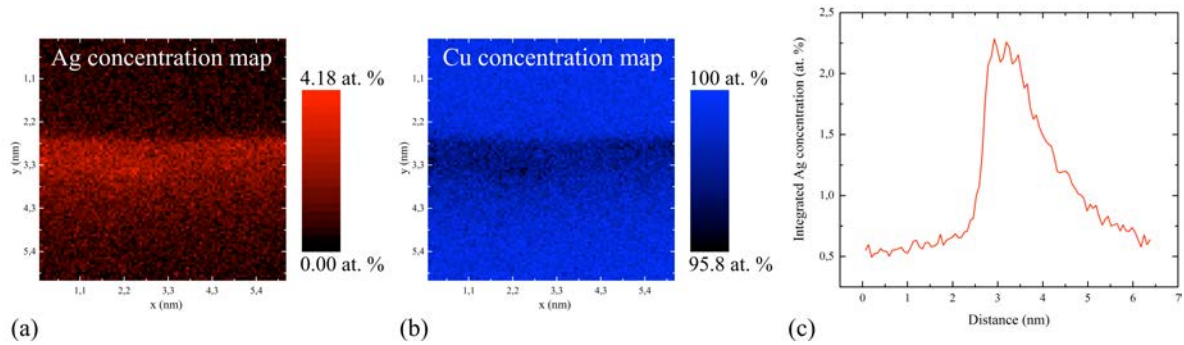 Ag concentration map
1,1
2,2
3,3
4,3
5,4
y (nm)
1,1 2,2 3,3 4,3 5,4
x (nm)
4.18 at. %
0.00 at. %
(a)
Cu concentration map
1,1
2,2
3,3
4,3
5,4
y (nm)
1,1 2,2 3,3 4,3 5,4
x (nm)
100 at. %
95.8 at. %
(b)
2,5
2,0
1,5
1,0
0,5
Integrated Ag concentration (at. %)
0 1 2 3 4 5 6 7
Distance (nm)
(c)